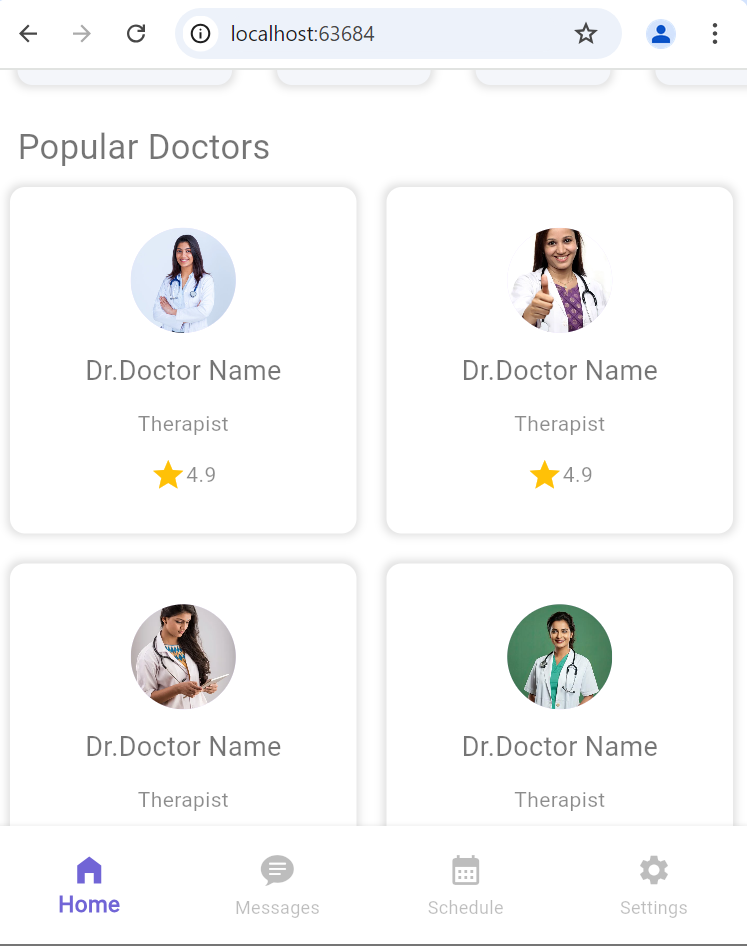 localhost:63684
Popular Doctors
Dr.Doctor Name
Dr.Doctor Name
Therapist
Therapist
4.9
4.9
Dr.Doctor Name
Dr.Doctor Name
Therapist
Therapist
Home
Messages
Schedule
Settings